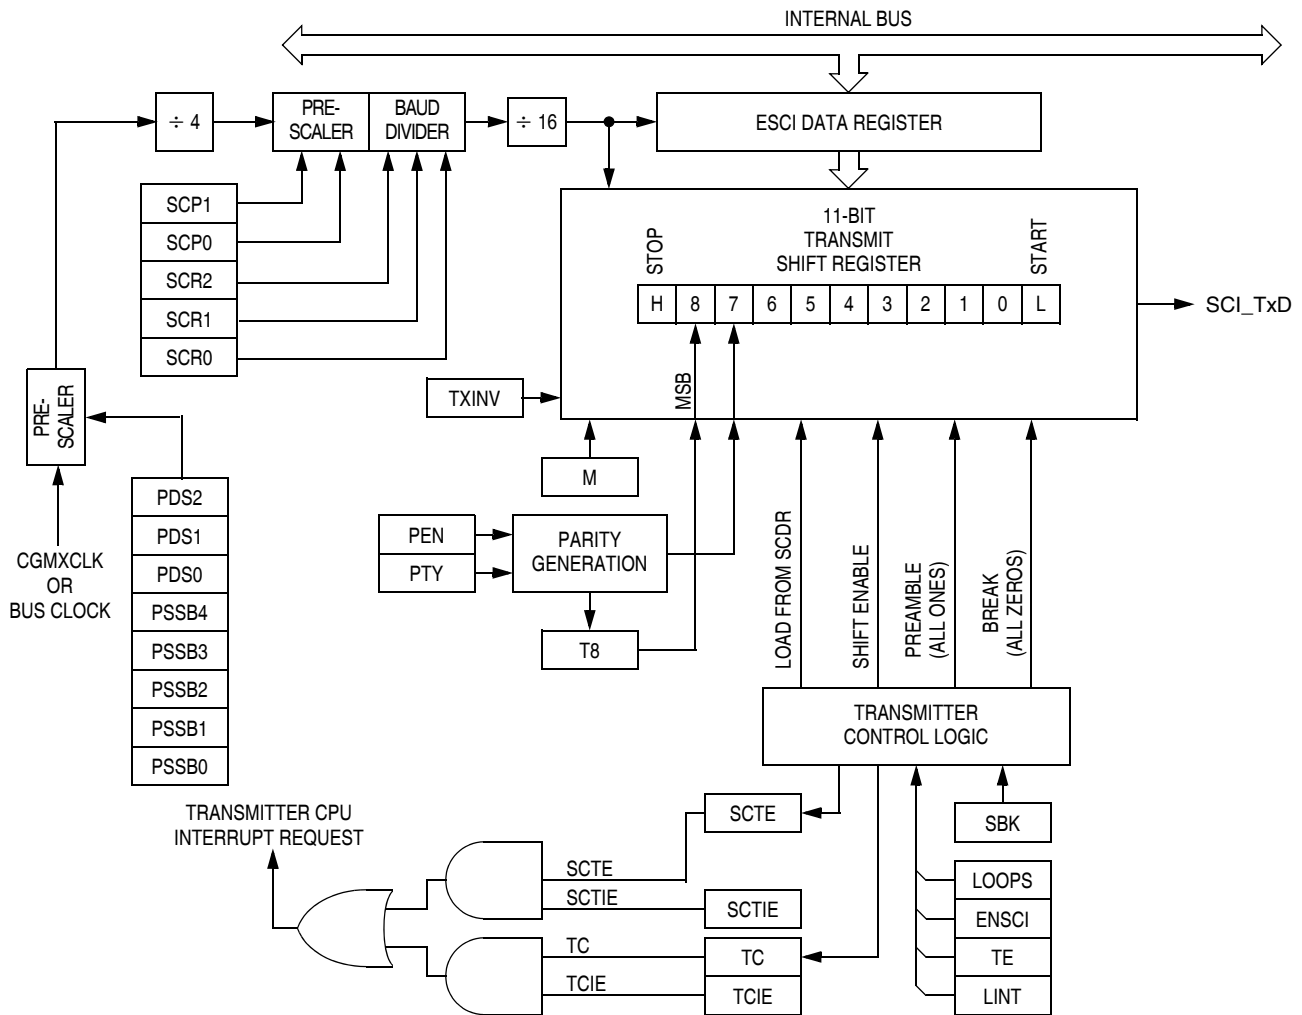 INTERNAL BUS
÷ 4
PRE-
SCALER
BAUD
DIVIDER
÷ 16
ESCI DATA REGISTER
SCP1
SCP0
SCR2
SCR1
SCR0
11-BIT
TRANSMIT
SHIFT REGISTER
STOP
START
H 8 7 6 5 4 3 2 1 0 L
SCI_TxD
PRE-
SCALER
TXINV
MSB
M
CGMXCLK
OR
BUS CLOCK
PDS2
PDS1
PDS0
PSSB4
PSSB3
PSSB2
PSSB1
PSSB0
PEN
PTY
PARITY
GENERATION
T8
LOAD FROM SCDR
SHIFT ENABLE
PREAMBLE
(ALL ONES)
BREAK
(ALL ZEROS)
TRANSMITTER
CONTROL LOGIC
TRANSMITTER CPU
INTERRUPT REQUEST
SCTE
SBK
SCTE
SCTIE
SCTIE
TC
TCIE
TC
TCIE
LOOPS
ENSCI
TE
LINT